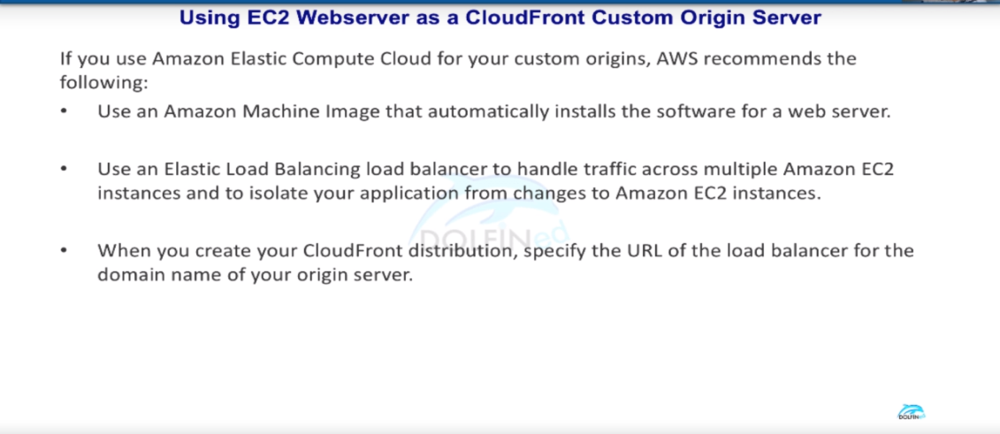 Using EC2 Webserver as a CloudFront Custom Origin Server
If you use Amazon Elastic Compute Cloud for your custom origins, AWS recommends the
following:
• Use an Amazon Machine Image that automatically installs the software for a web server.
• Use an Elastic Load Balancing load balancer to handle traffic across multiple Amazon EC2
instances and to isolate your application from changes to Amazon EC2 instances.
DOLFINed
• When you create your CloudFront distribution, specify the URL of the load balancer for the
domain name of your origin server.
DOLFINed